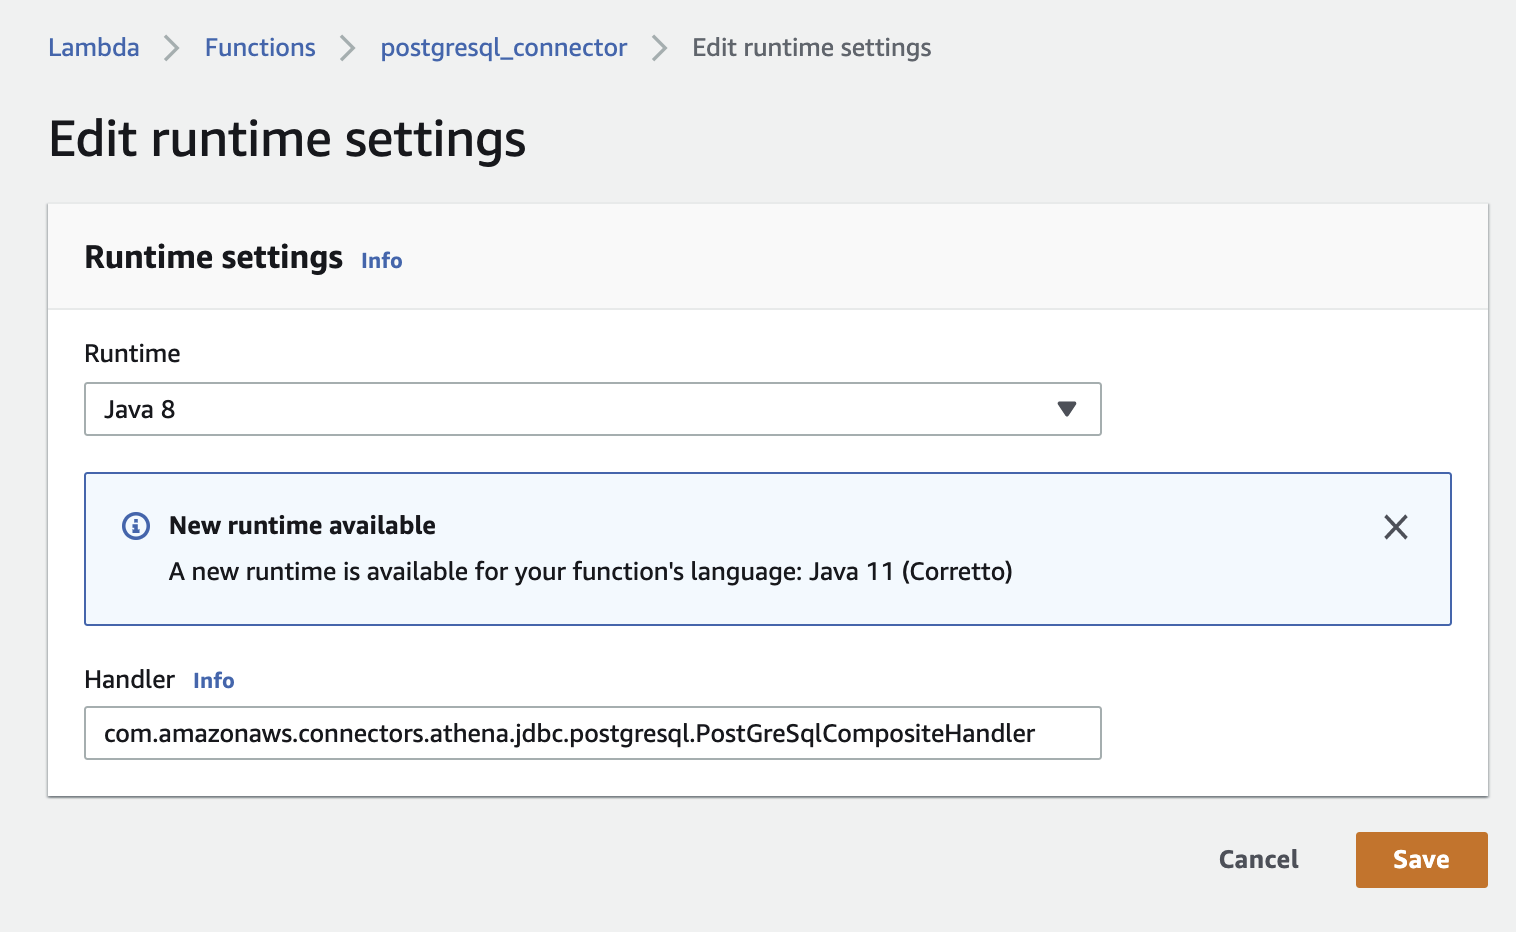 Lambda Functions postgresql_connector Edit runtime settings
Edit runtime settings
Runtime settings Info
Runtime
Java 8
New runtime available
A new runtime is available for your function's language: Java 11 (Corretto)
Handler Info
com.amazonaws.connectors.athena.jdbc.postgresql.PostGreSqlCompositeHandler
Cancel Save